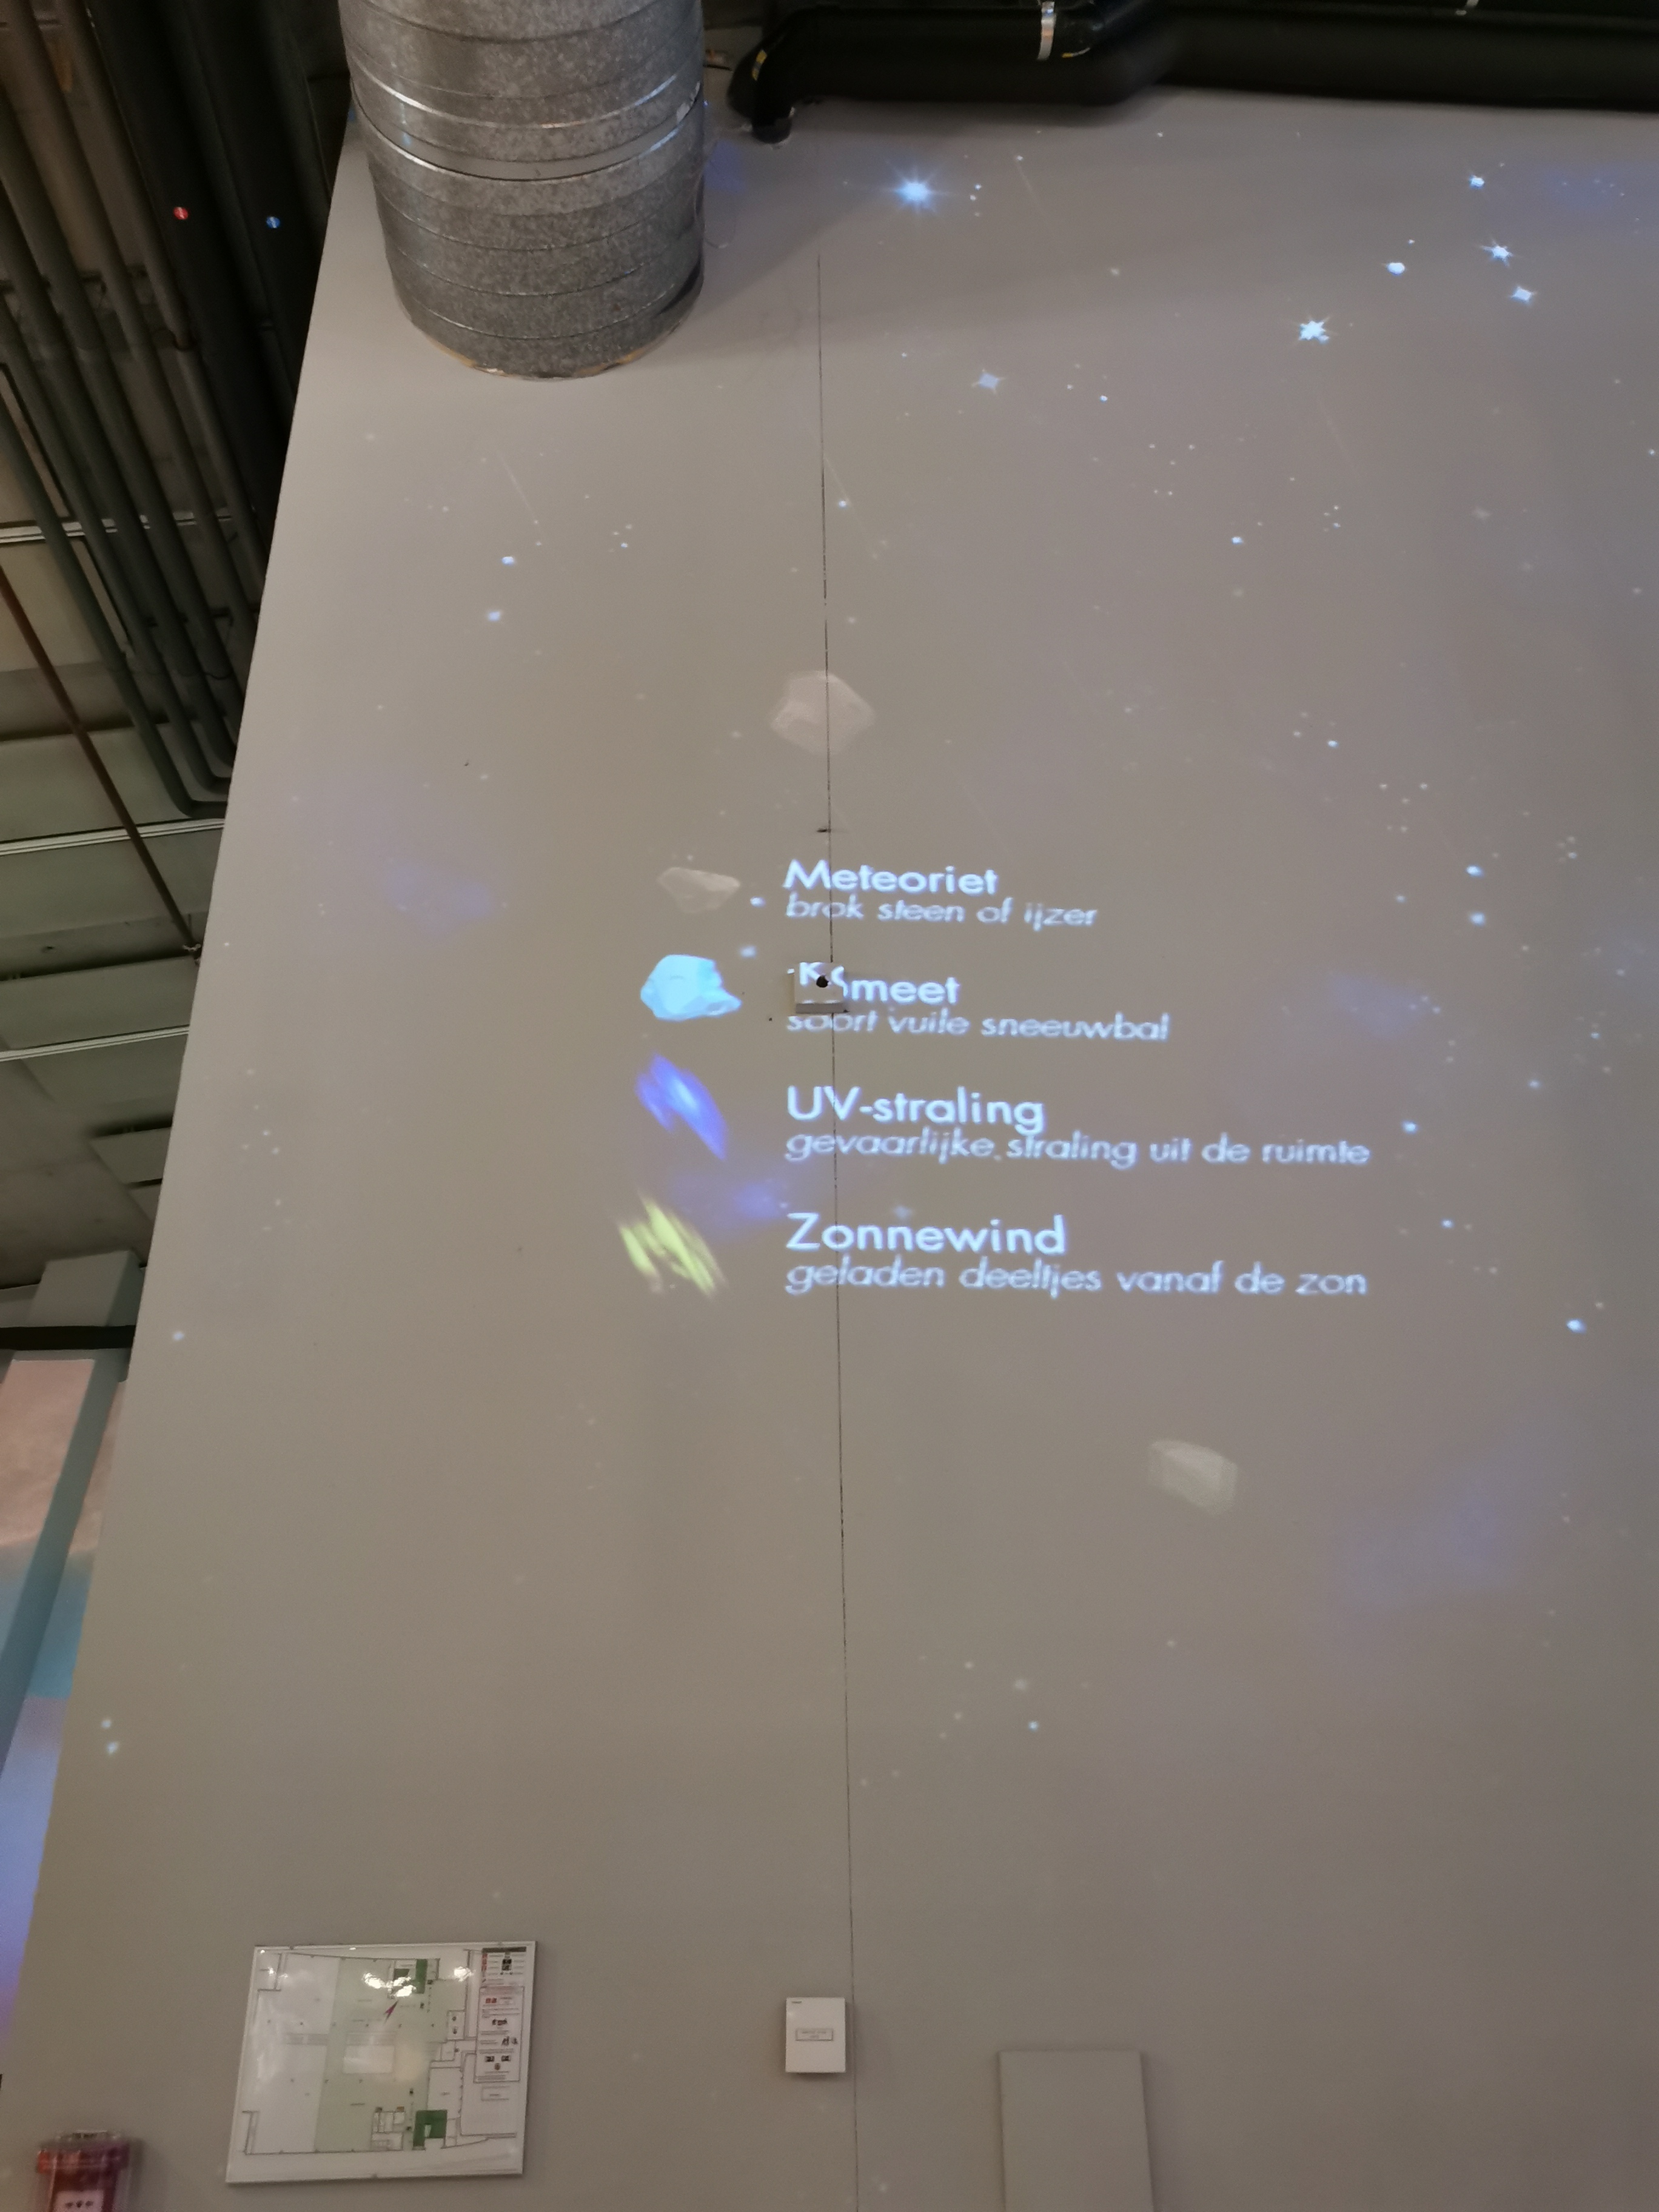 Meteoriet
brok steen of ijzer
Komeet
soort vuile sneeuwbal
UV-straling
gevaarlijke straling uit de ruimte
Zonnewind
geladen deeltjes vanaf de zon